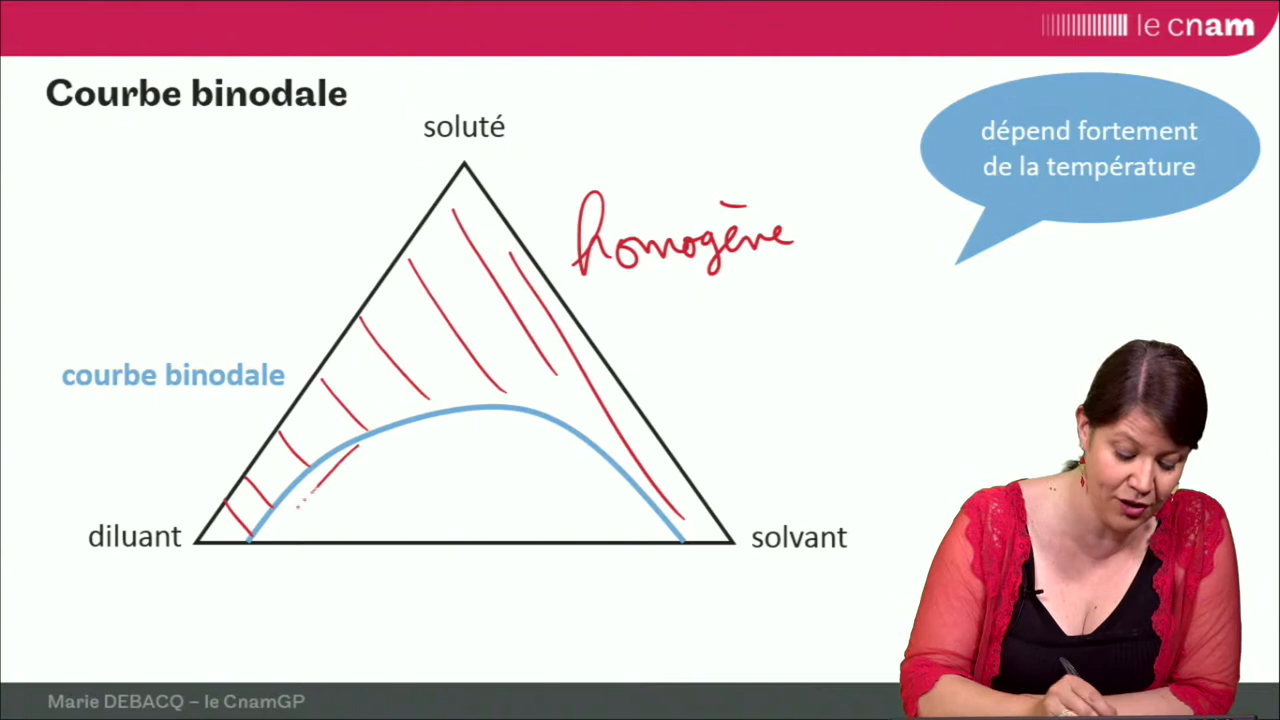 le cnam
Courbe binodale
soluté
dépend fortement
de la température
homogène
courbe binodale
diluant
solvant
Marie DEBACQ – le CnamGP